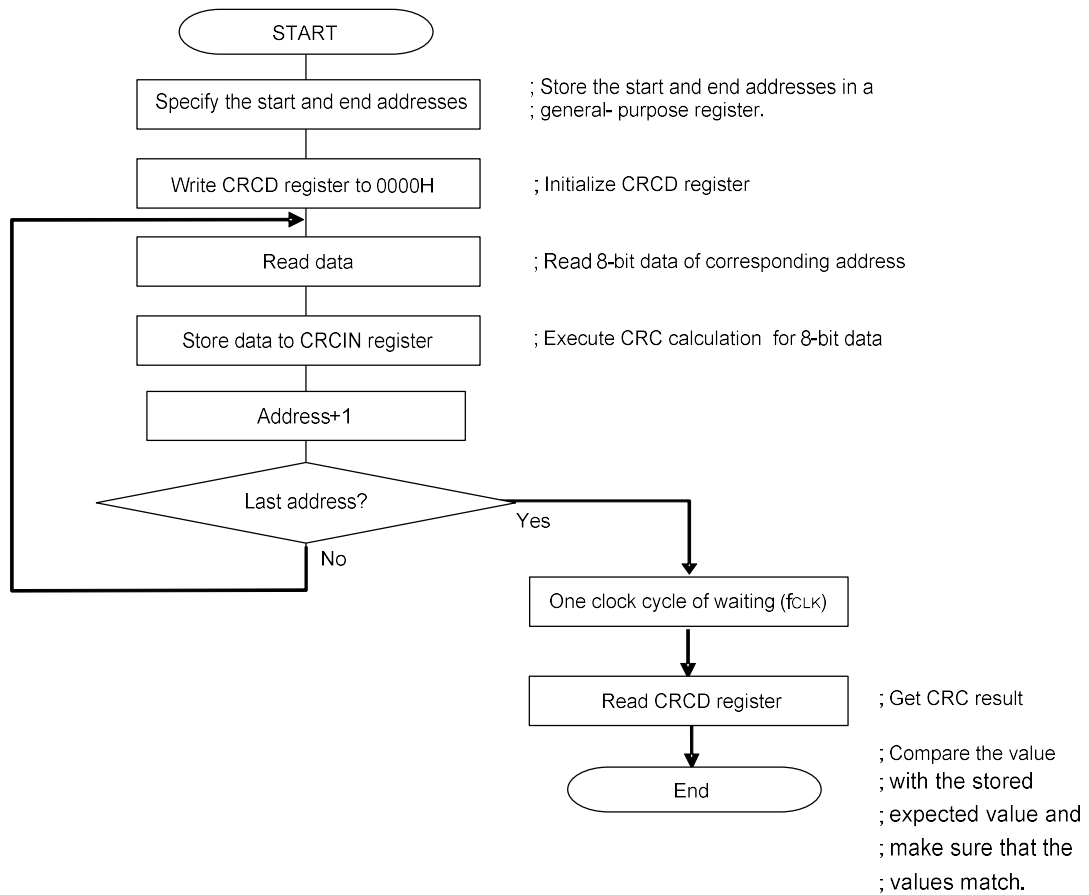 START
Specify the start and end addresses
; Store the start and end addresses in a
; general- purpose register.
Write CRCD register to 0000H
; Initialize CRCD register
Read data
; Read 8-bit data of corresponding address
Store data to CRCIN register
; Execute CRC calculation for 8-bit data
Address+1
Last address?
Yes
No
One clock cycle of waiting (fCLK)
Read CRCD register
; Get CRC result
; Compare the value
; with the stored
; expected value and
; make sure that the
; values match.
End